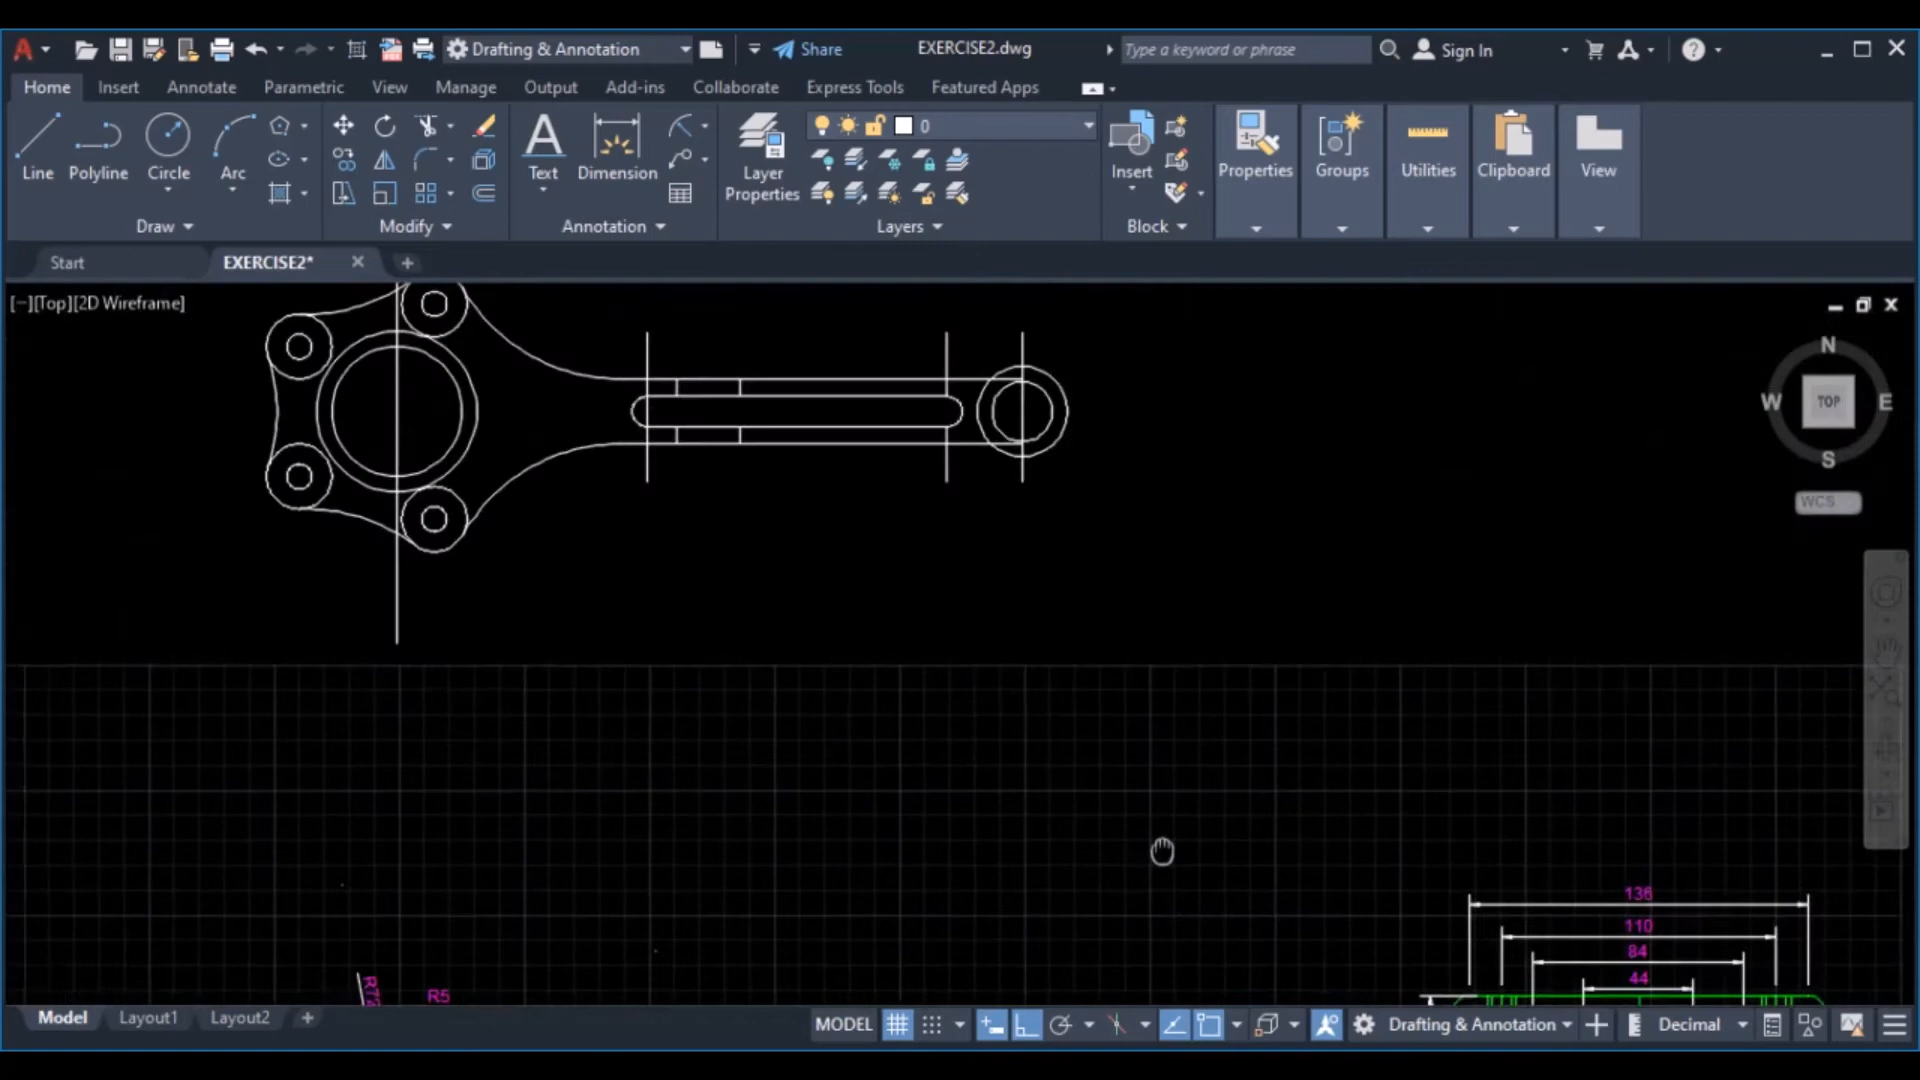 A
Drafting & Annotation
Share
EXERCISE2.dwg
Type a keyword or phrase
Sign In
Home Insert Annotate Parametric View Manage Output Add-ins Collaborate Express Tools Featured Apps
Line
Polyline
Circle
Arc
Draw
Modify
A
Text
Dimension
Annotation
Layer
Properties
0
Layers
Insert
Block
Properties
Groups
Utilities
Clipboard
View
Start
EXERCISE2*
[−][Top][2D Wireframe]
N
W
TOP
E
S
WCS
136
110
84
44
R5
Model
Layout1
Layout2
MODEL
Drafting & Annotation
Decimal